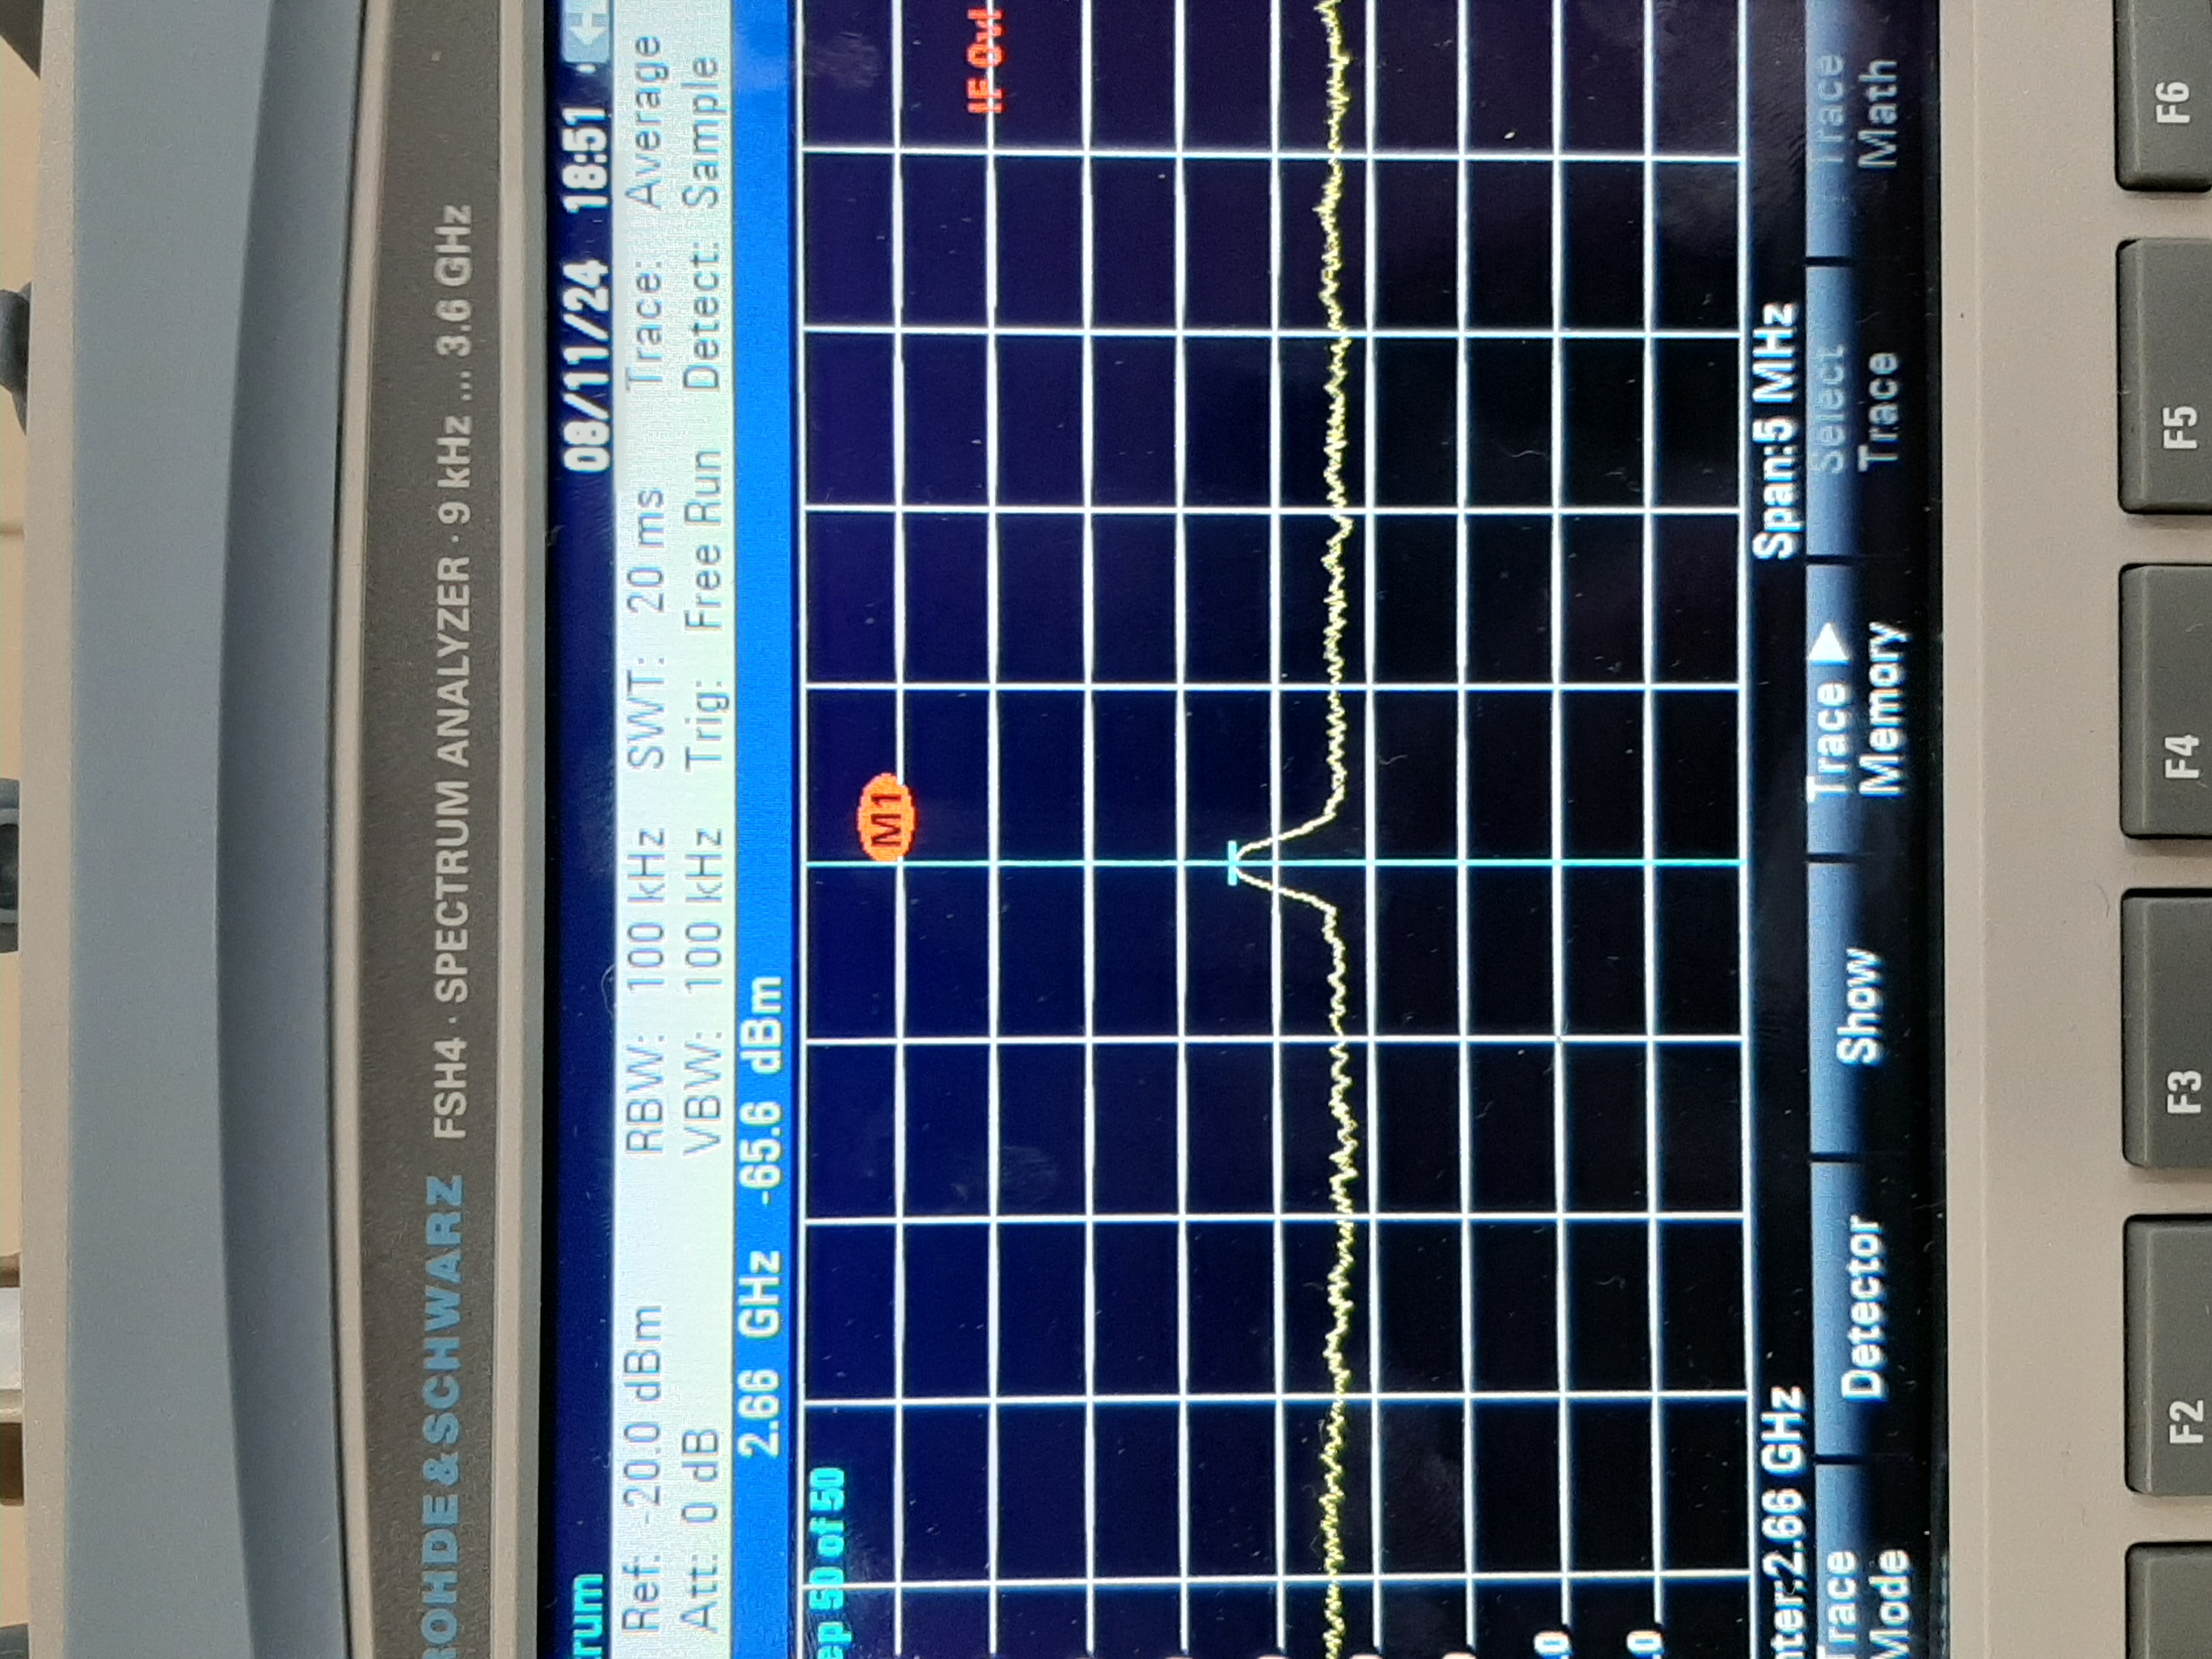 ROHDE&SCHWARZ FSH4 · SPECTRUM ANALYZER · 9 kHz ... 3.6 GHz
rum 08/11/24 18:51
Ref: -20.0 dBm RBW: 100 kHz SWT: 20 ms Trace: Average
Att: 0 dB VBW: 100 kHz Trig: Free Run Detect: Sample
2.66 GHz -65.6 dBm
ep 50 of 50
M1
IF Ovl
.0
.0
nter:2.66 GHz Span:5 MHz
Trace Mode
Detector
Show
Trace Memory
Select Trace
Trace Math
F2 F3 F4 F5 F6